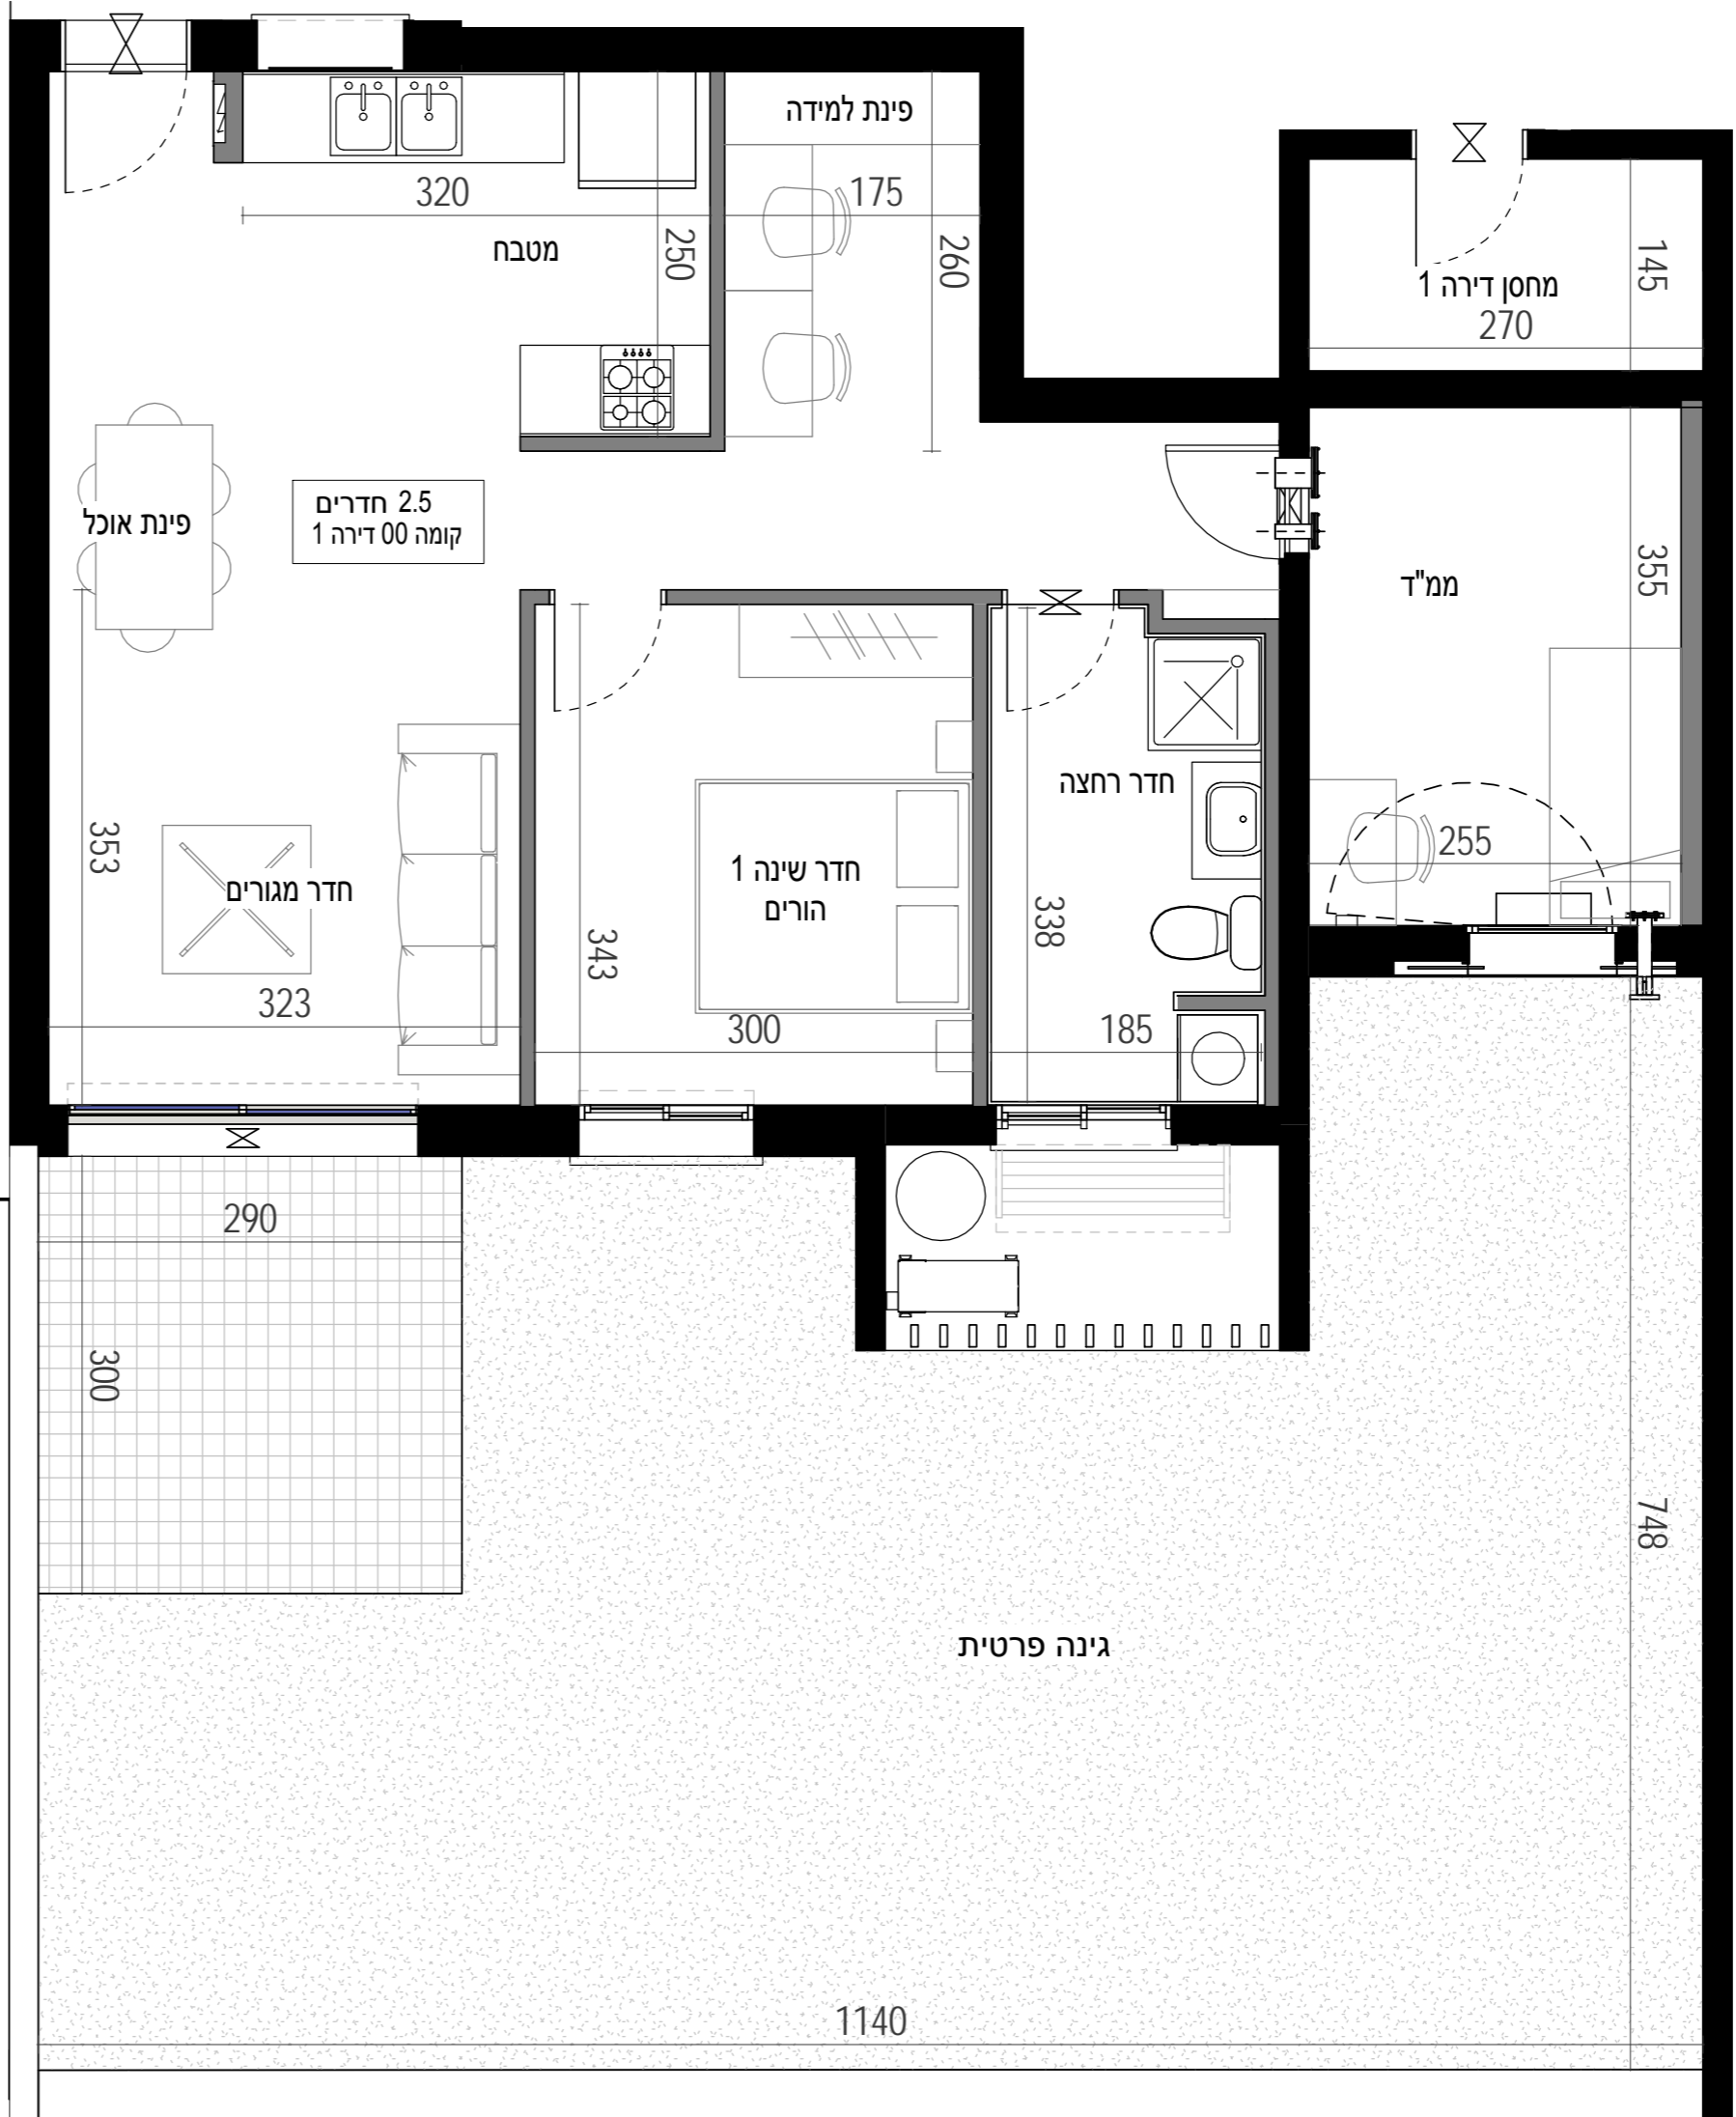 פינת למידה
320
175
מטבח
250
260
145
מחסן דירה 1
270
2.5 חדרים
קומה 00 דירה 1
פינת אוכל
355
ממ"ד
חדר רחצה
353
255
חדר שינה 1
הורים
חדר מגורים
338
343
323
300
185
290
300
748
גינה פרטית
1140